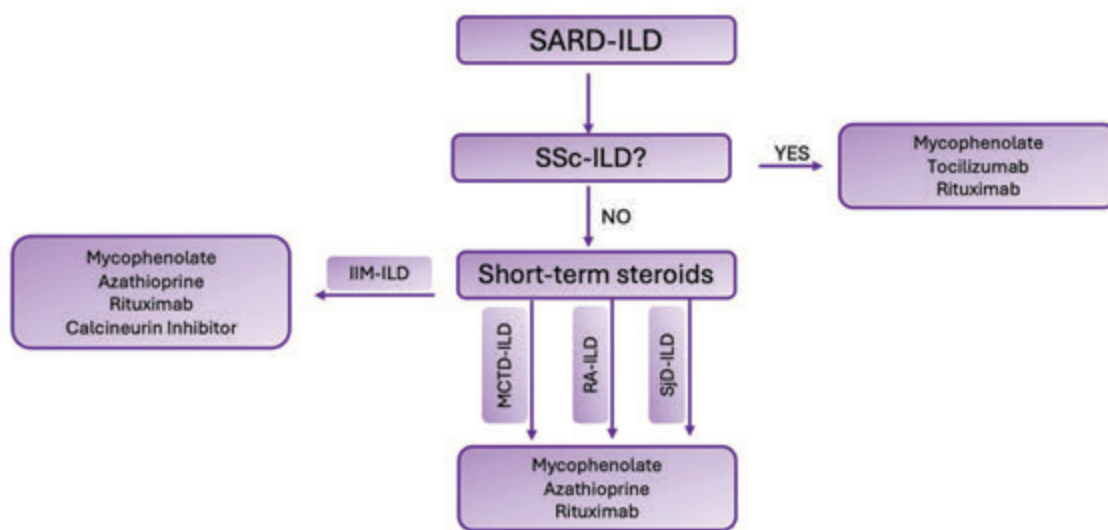 SARD-ILD
SSc-ILD?
YES
Mycophenolate
Tocilizumab
Rituximab
NO
Short-term steroids
IIM-ILD
Mycophenolate
Azathioprine
Rituximab
Calcineurin Inhibitor
MCTD-ILD
RA-ILD
SjD-ILD
Mycophenolate
Azathioprine
Rituximab